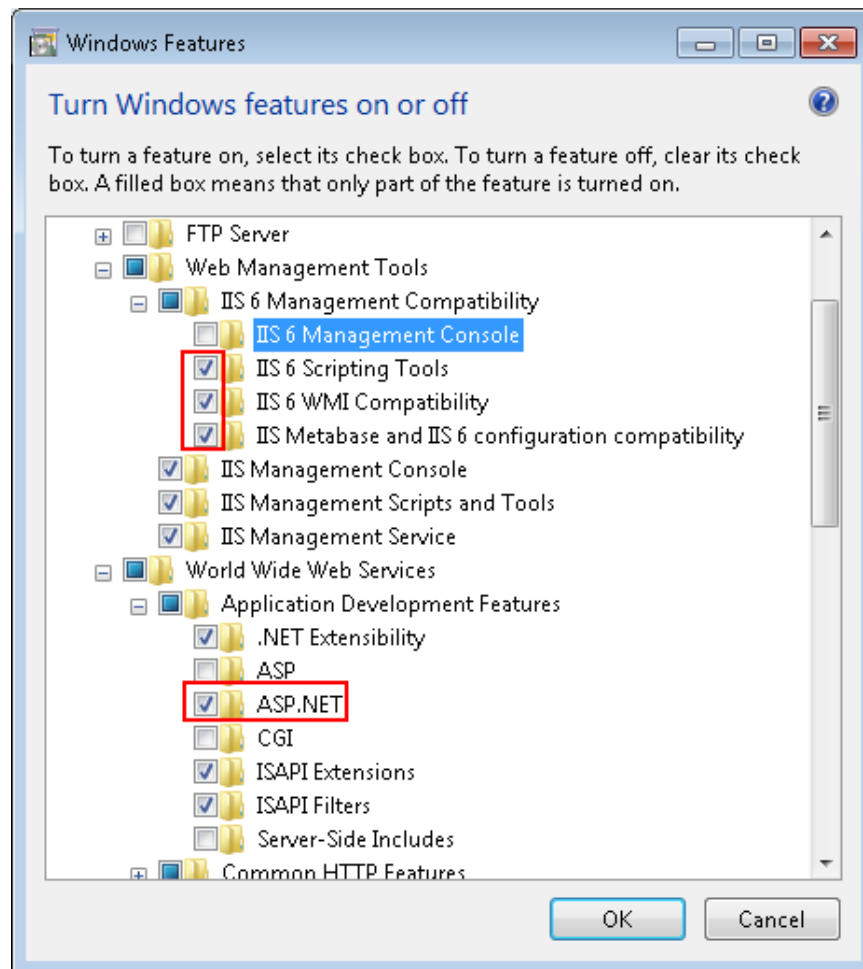 Windows Features
Turn Windows features on or off
To turn a feature on, select its check box. To turn a feature off, clear its check
box. A filled box means that only part of the feature is turned on.
FTP Server
Web Management Tools
IIS 6 Management Compatibility
IIS 6 Management Console
IIS 6 Scripting Tools
IIS 6 WMI Compatibility
IIS Metabase and IIS 6 configuration compatibility
IIS Management Console
IIS Management Scripts and Tools
IIS Management Service
World Wide Web Services
Application Development Features
.NET Extensibility
ASP
ASP.NET
CGI
ISAPI Extensions
ISAPI Filters
Server-Side Includes
Common HTTP Features
OK Cancel